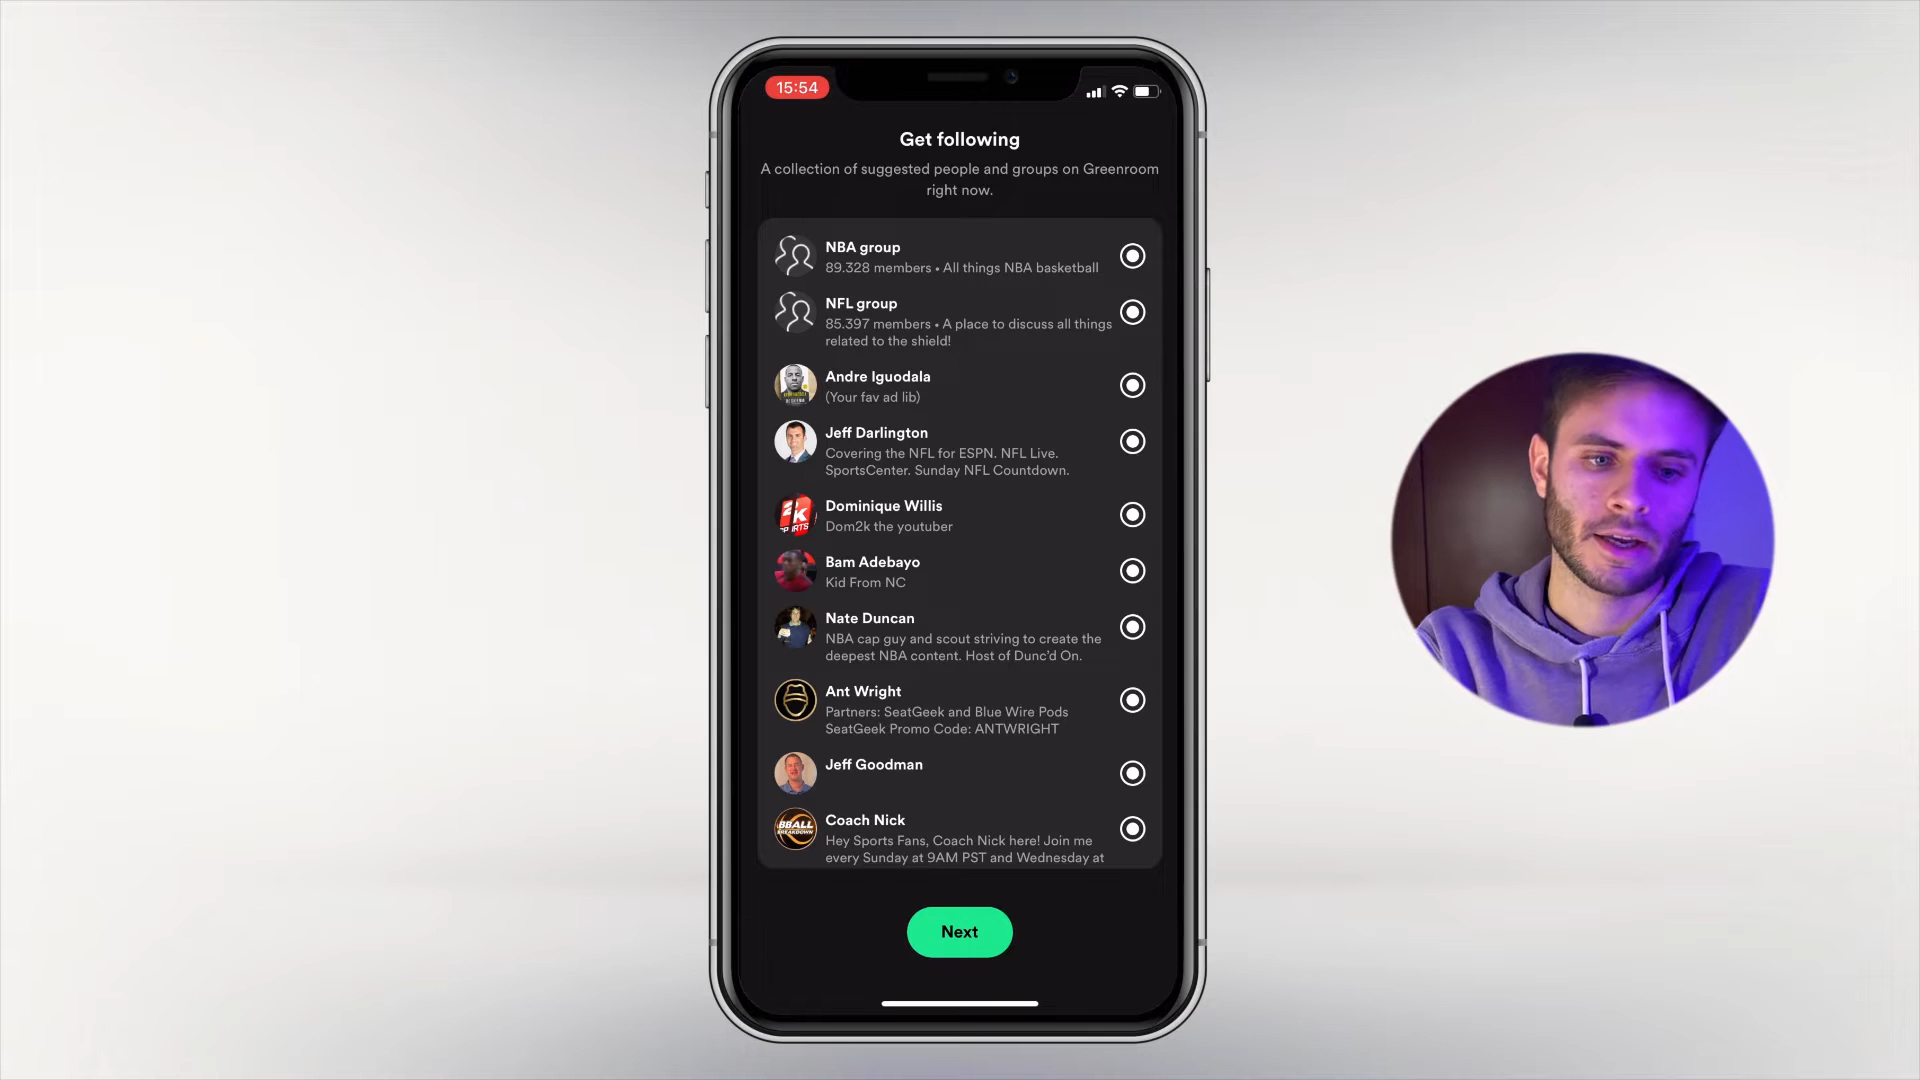 15:54
Get following
A collection of suggested people and groups on Greenroom
right now.
NBA group
89.328 members • All things NBA basketball
NFL group
85.397 members • A place to discuss all things
related to the shield!
Andre Iguodala
(Your fav ad lib)
Jeff Darlington
Covering the NFL for ESPN. NFL Live.
SportsCenter. Sunday NFL Countdown.
2K
Dominique Willis
Dom2k the youtuber
Bam Adebayo
Kid From NC
Nate Duncan
NBA cap guy and scout striving to create the
deepest NBA content. Host of Dunc'd On.
Ant Wright
Partners: SeatGeek and Blue Wire Pods
SeatGeek Promo Code: ANTWRIGHT
Jeff Goodman
BBALL
BREAKDOWN
Coach Nick
Hey Sports Fans, Coach Nick here! Join me
every Sunday at 9AM PST and Wednesday at
Next